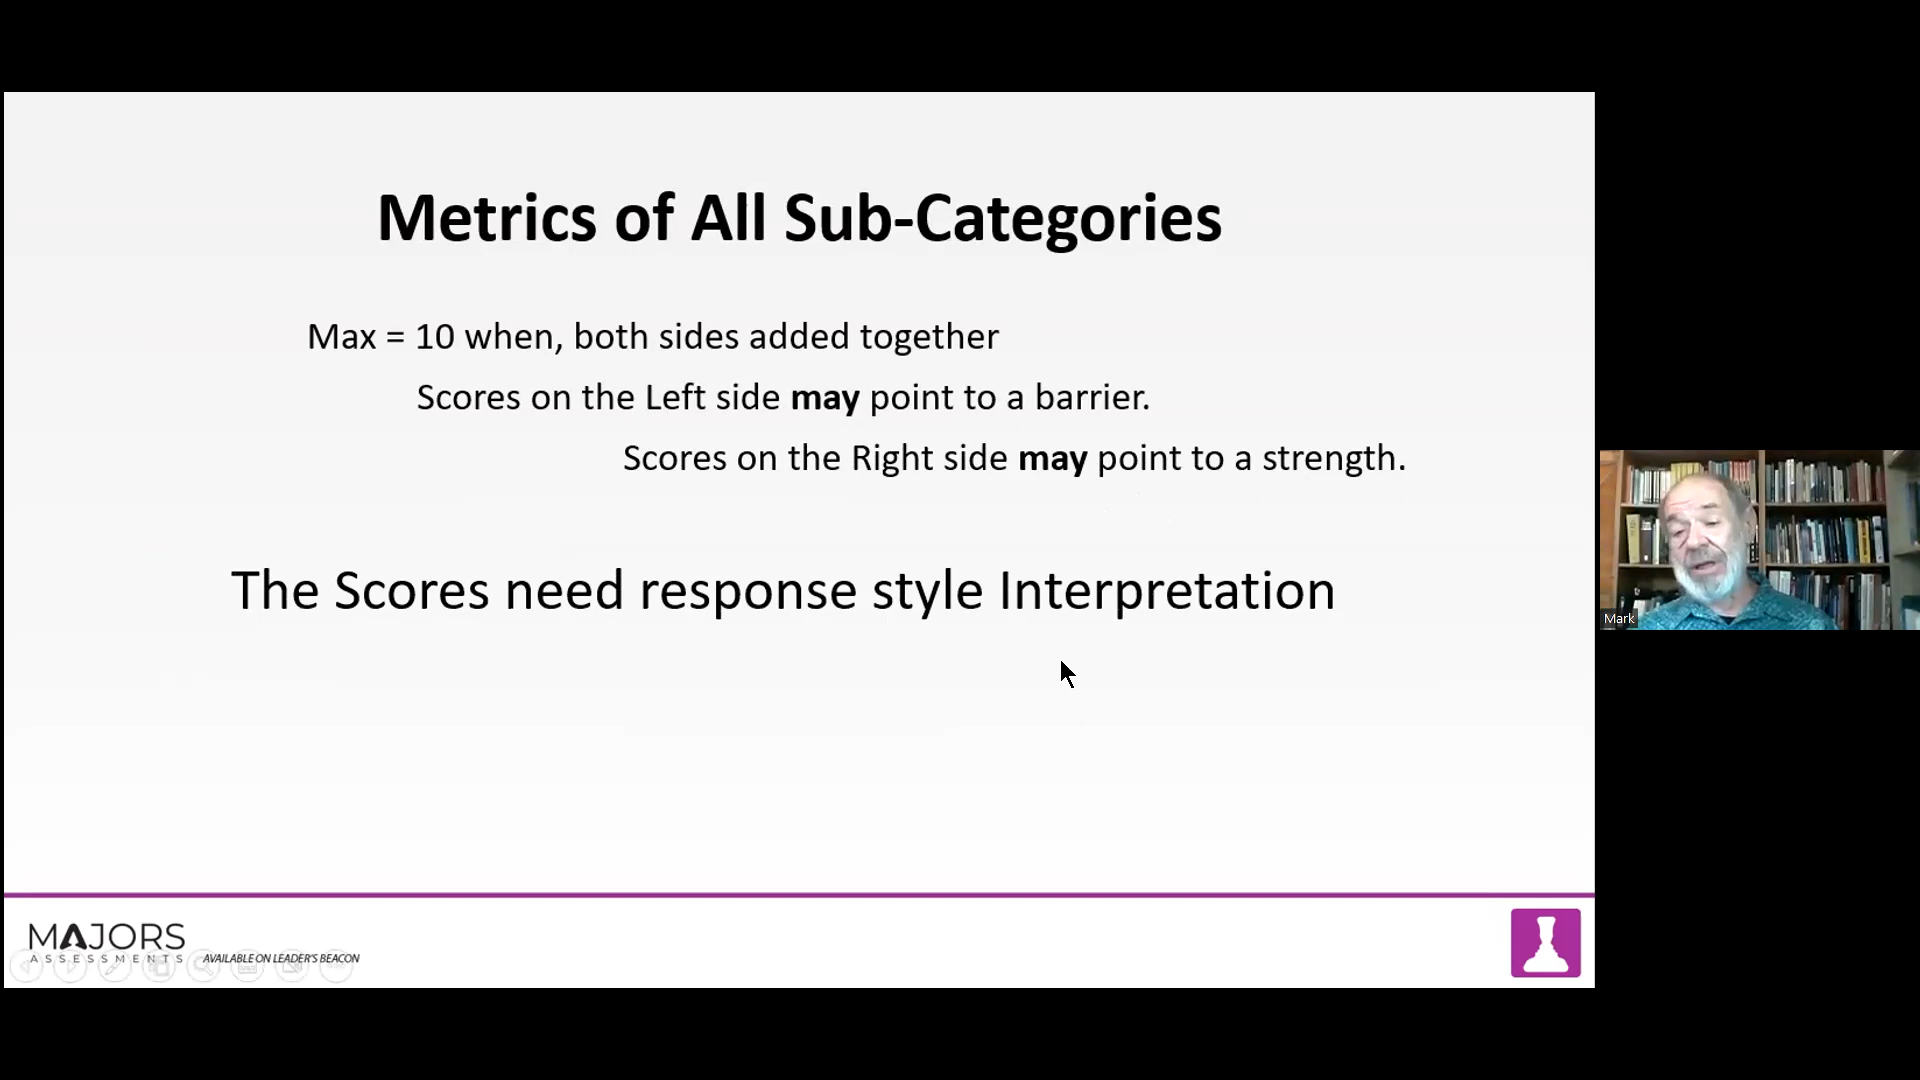 Metrics of All Sub-Categories
Max = 10 when, both sides added together
Scores on the Left side may point to a barrier.
Scores on the Right side may point to a strength.
The Scores need response style Interpretation
Mark
MAJORS
ASSESSMENTS
AVAILABLE ON LEADER'S BEACON